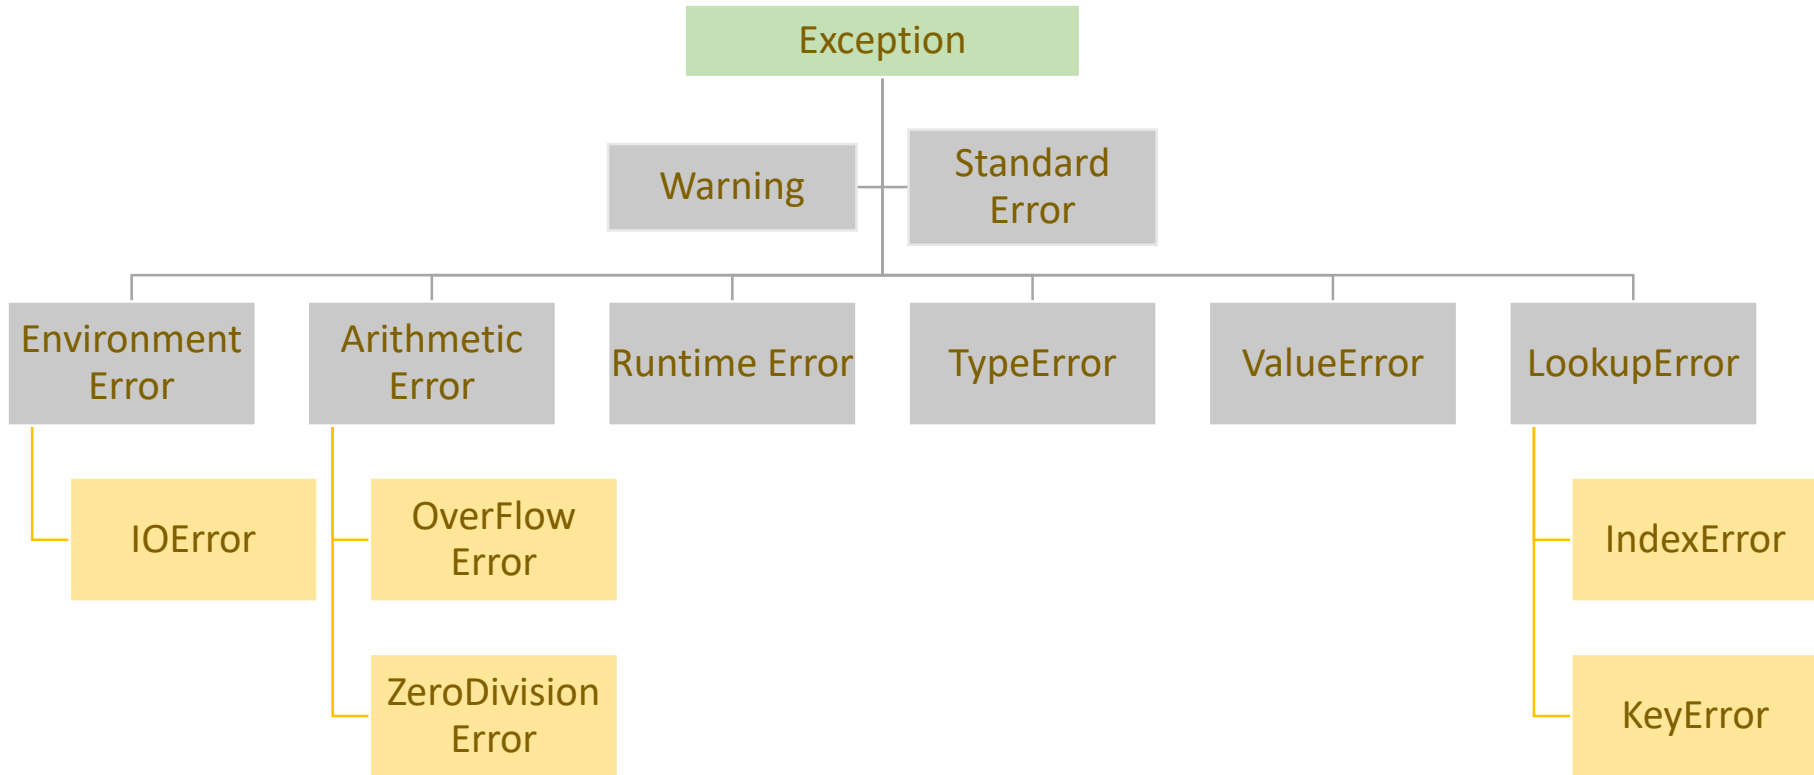 Exception
Warning
Standard
Error
Environment
Error
Arithmetic
Error
Runtime Error
TypeError
ValueError
LookupError
IOError
OverFlow
Error
IndexError
ZeroDivision
Error
KeyError